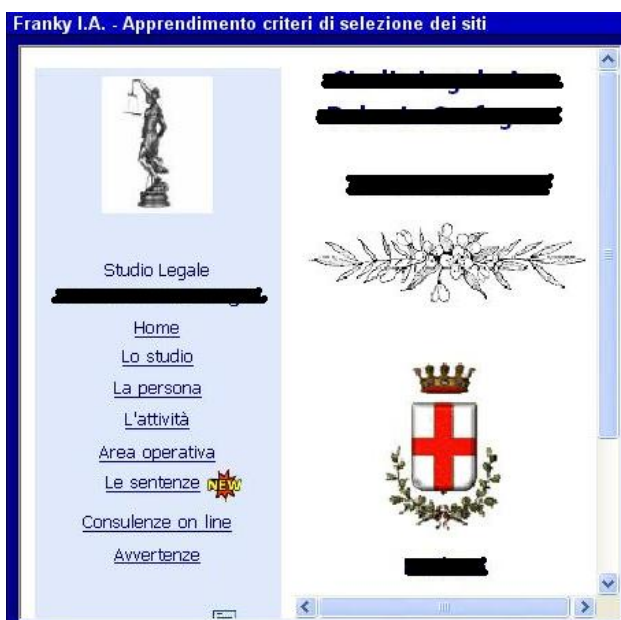 Franky I.A. - Apprendimento criteri di selezione dei siti
Studio Legale
Home
Lo studio
La persona
L'attività
Area operativa
Le sentenze NEW
Consulenze on line
Avvertenze